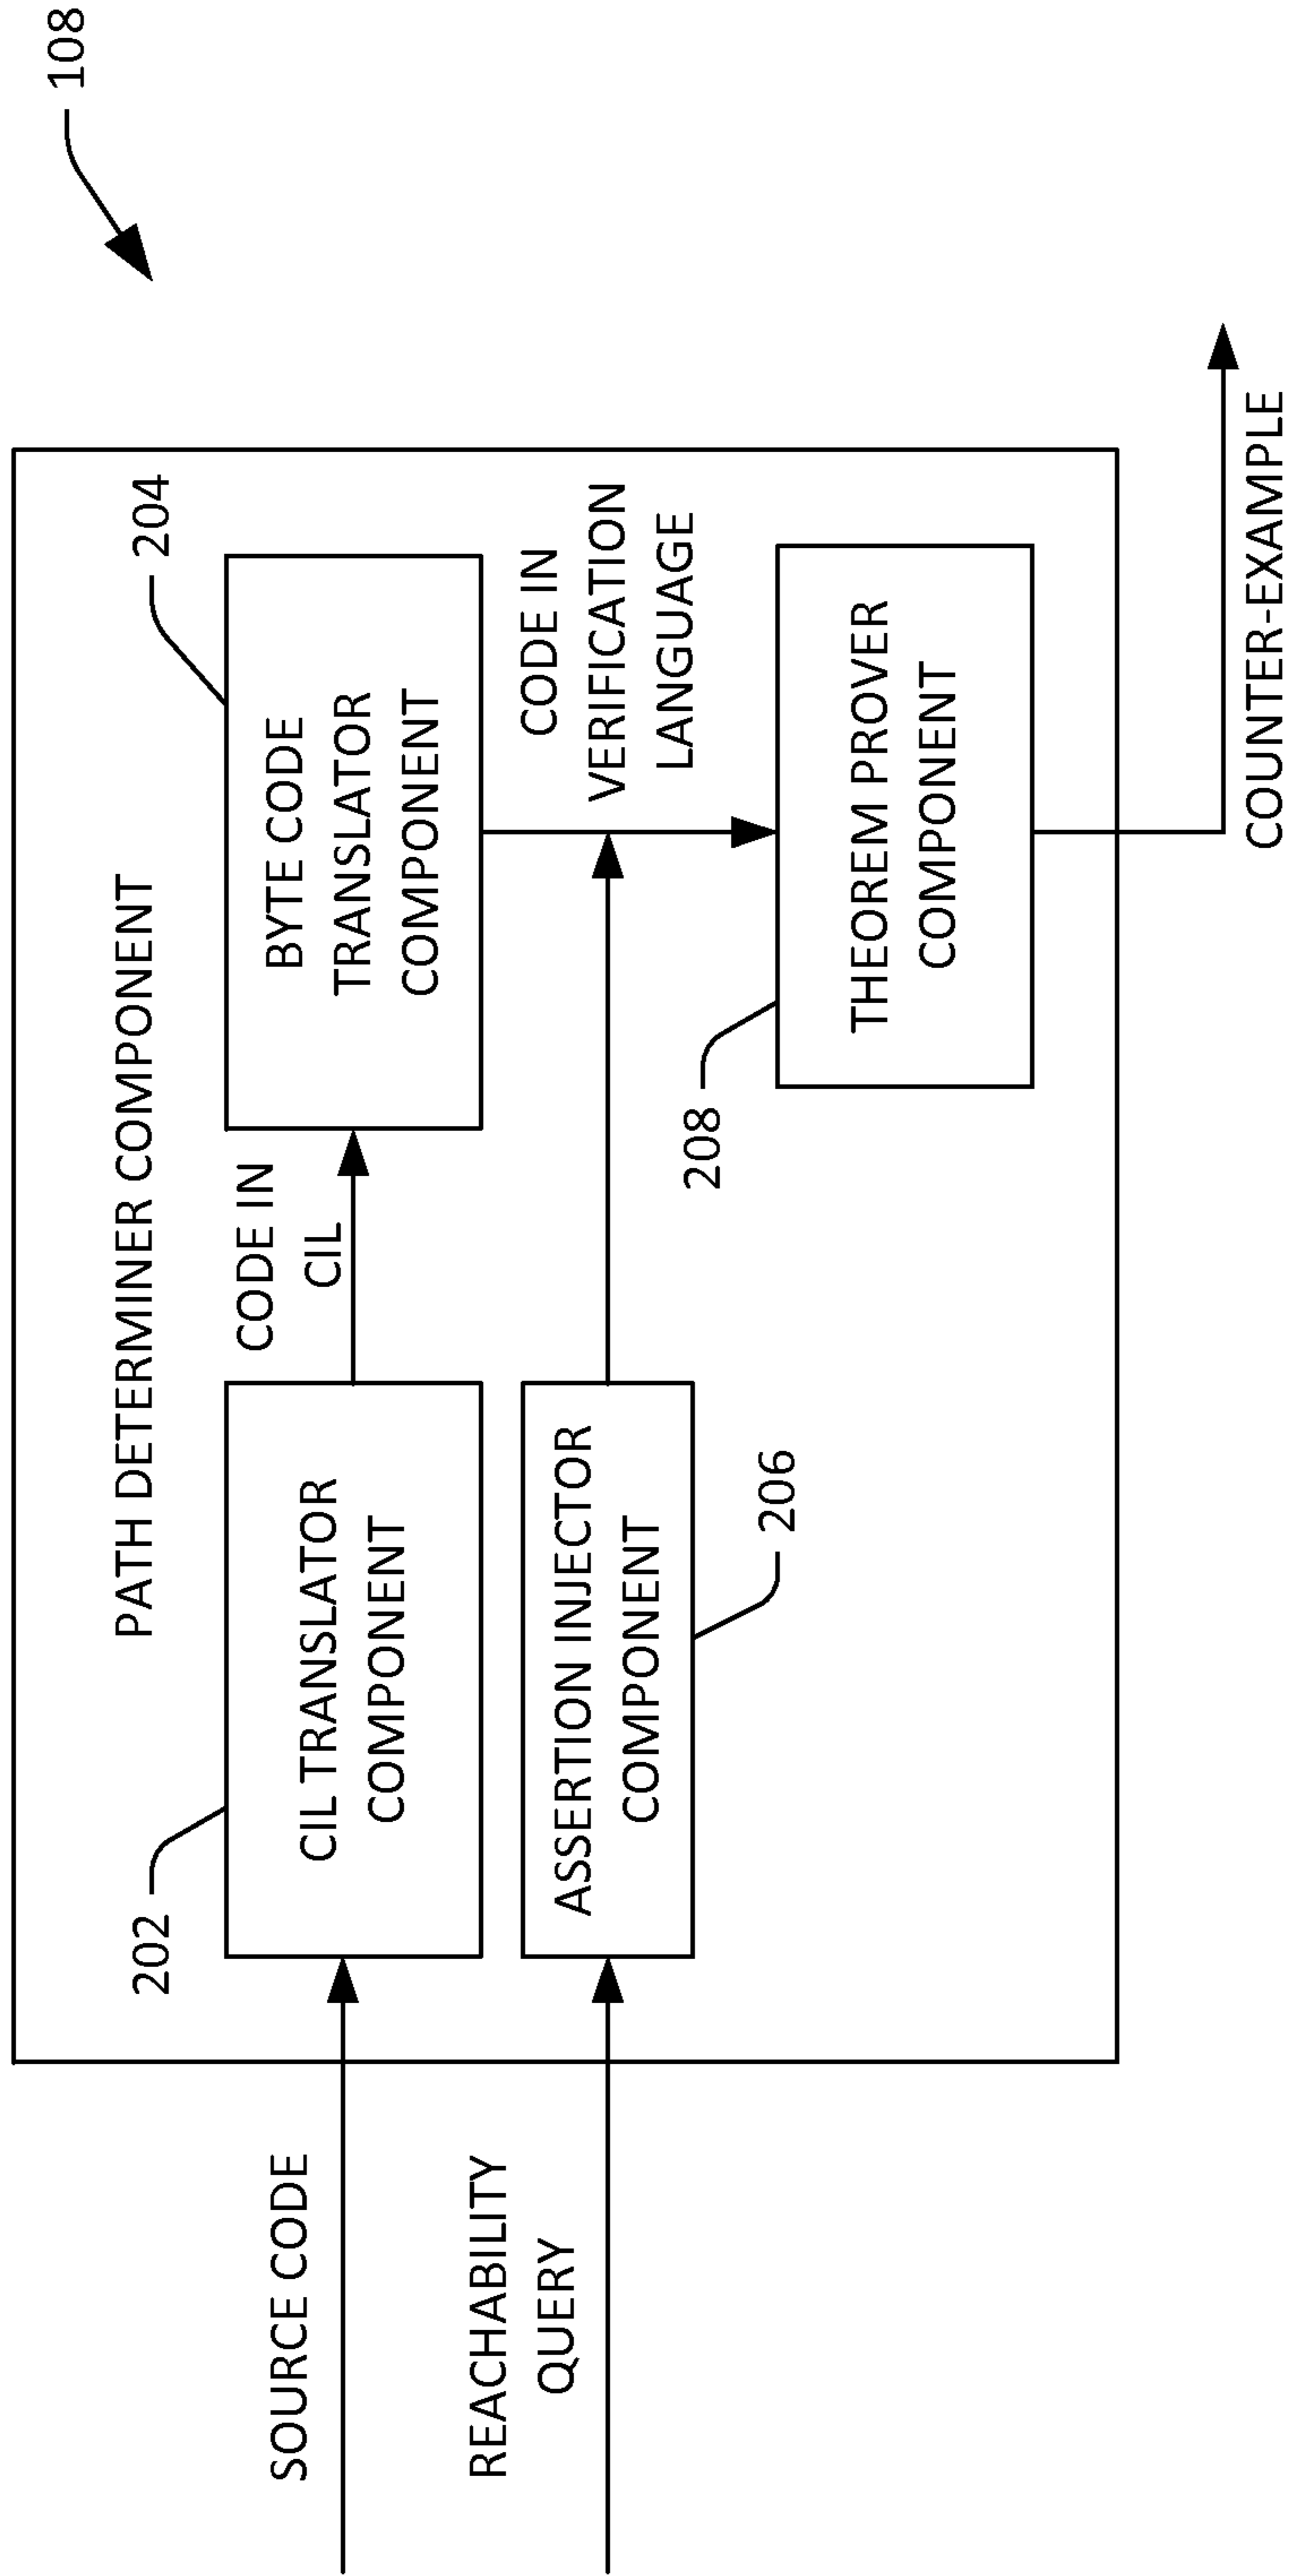 108
PATH DETERMINER COMPONENT
202
CIL TRANSLATOR
COMPONENT
CODE IN
CIL
204
BYTE CODE
TRANSLATOR
COMPONENT
SOURCE CODE
REACHABILITY
QUERY
ASSERTION INJECTOR
COMPONENT
206
CODE IN
VERIFICATION
LANGUAGE
208
THEOREM PROVER
COMPONENT
COUNTER-EXAMPLE